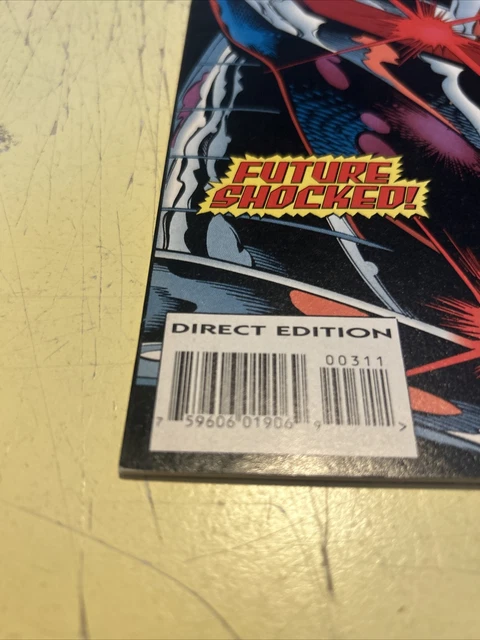 FUTURE
SHOCKED!
DIRECT EDITION
00311
7 59606 01906 9 >